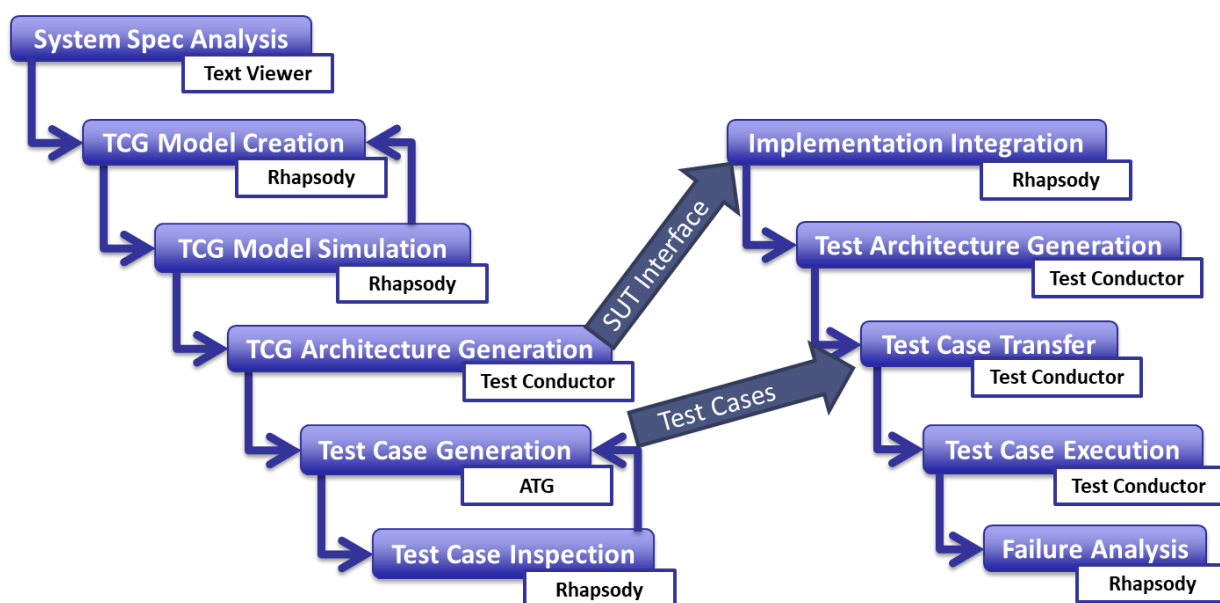 System Spec Analysis
Text Viewer
TCG Model Creation
Rhapsody
TCG Model Simulation
Rhapsody
TCG Architecture Generation
Test Conductor
Test Case Generation
ATG
Test Case Inspection
Rhapsody
SUT Interface
Test Cases
Implementation Integration
Rhapsody
Test Architecture Generation
Test Conductor
Test Case Transfer
Test Conductor
Test Case Execution
Test Conductor
Failure Analysis
Rhapsody